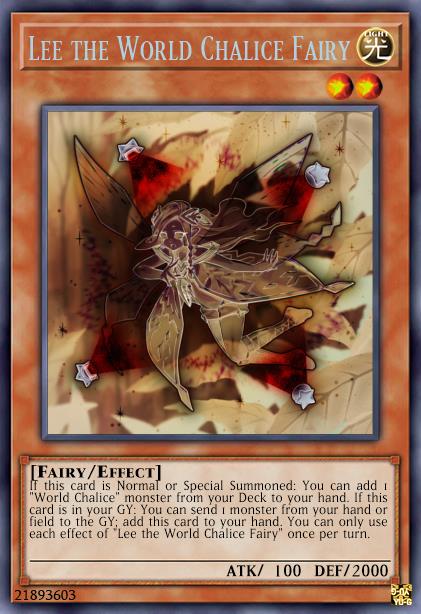 LEE THE WORLD CHALICE FAIRY
LIGHT
光
[FAIRY/EFFECT]
If this card is Normal or Special Summoned: You can add 1
"World Chalice" monster from your Deck to your hand. If this
card is in your GY: You can send 1 monster from your hand or
field to the GY; add this card to your hand. You can only use
each effect of "Lee the World Chalice Fairy" once per turn.
ATK/ 100 DEF/2000
21893603